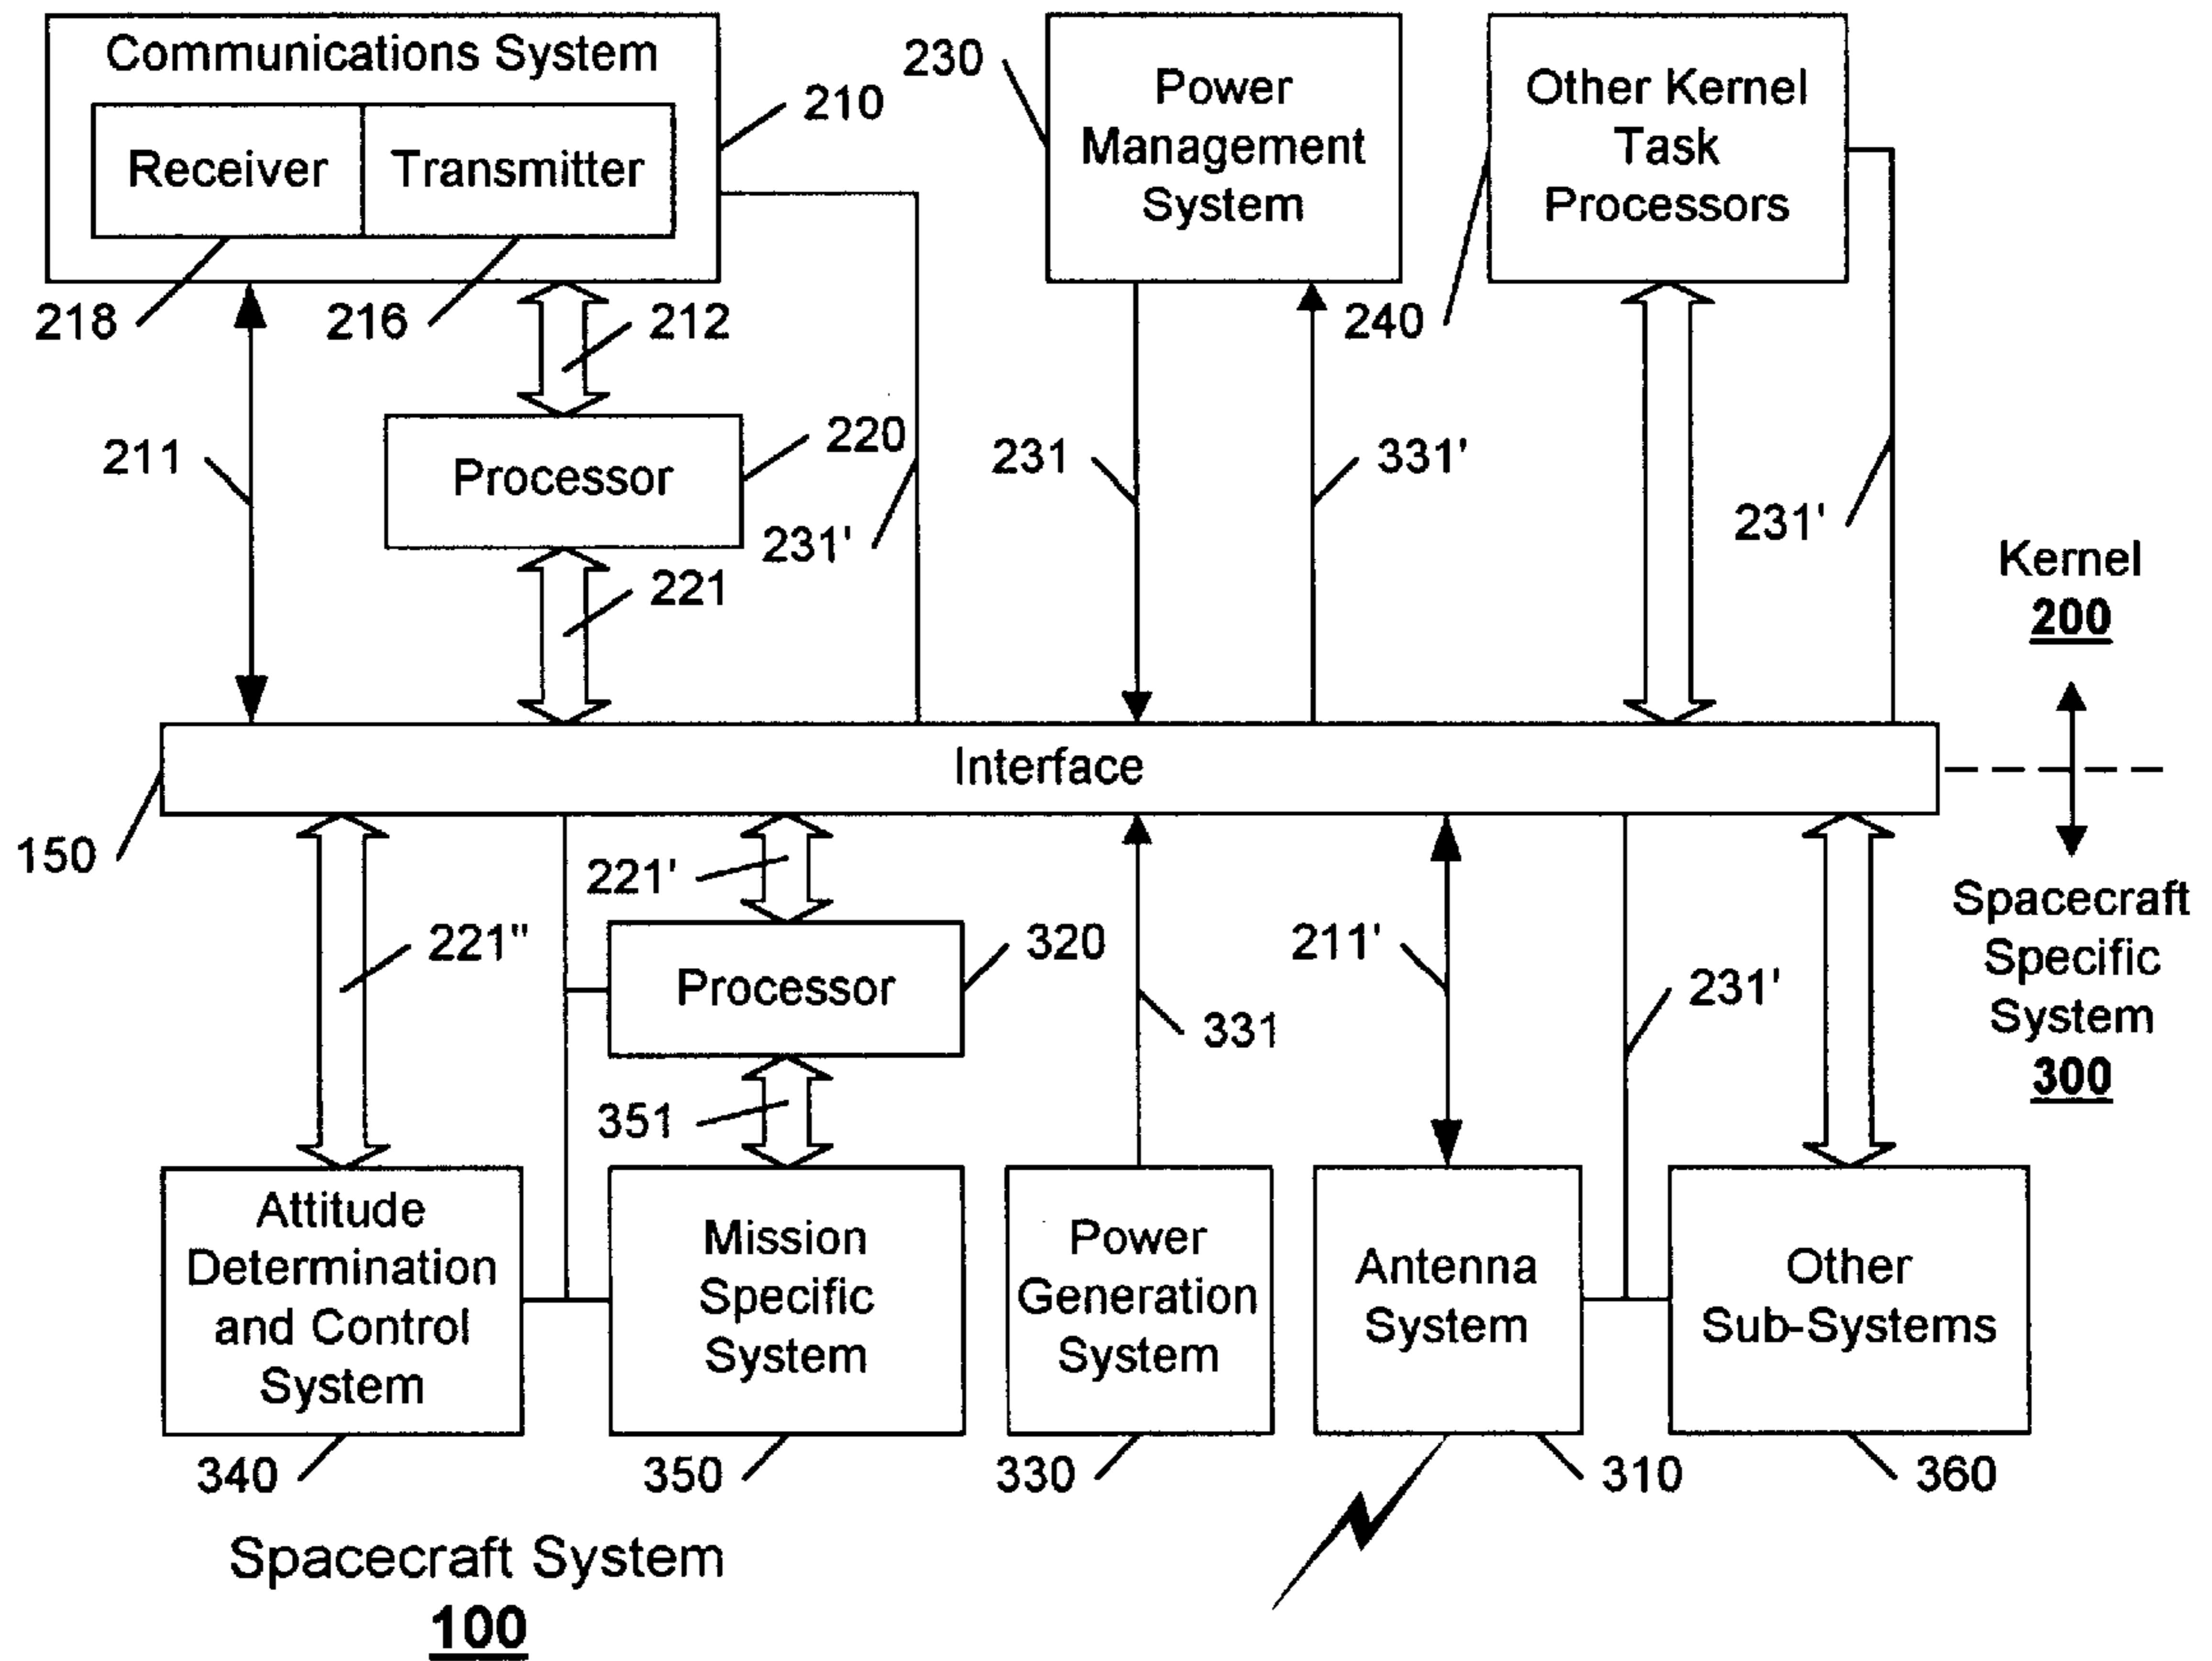 Communications System
Receiver
Transmitter
210
218
216
212
211
Processor
220
231'
221
230
Power
Management
System
231
331'
Other Kernel
Task
Processors
240
231'
Kernel
200
Interface
150
Spacecraft
Specific
System
300
221"
221'
Processor
320
351
331
211'
231'
Attitude
Determination
and Control
System
Mission
Specific
System
Power
Generation
System
Antenna
System
Other
Sub-Systems
340
350
330
310
360
Spacecraft System
100